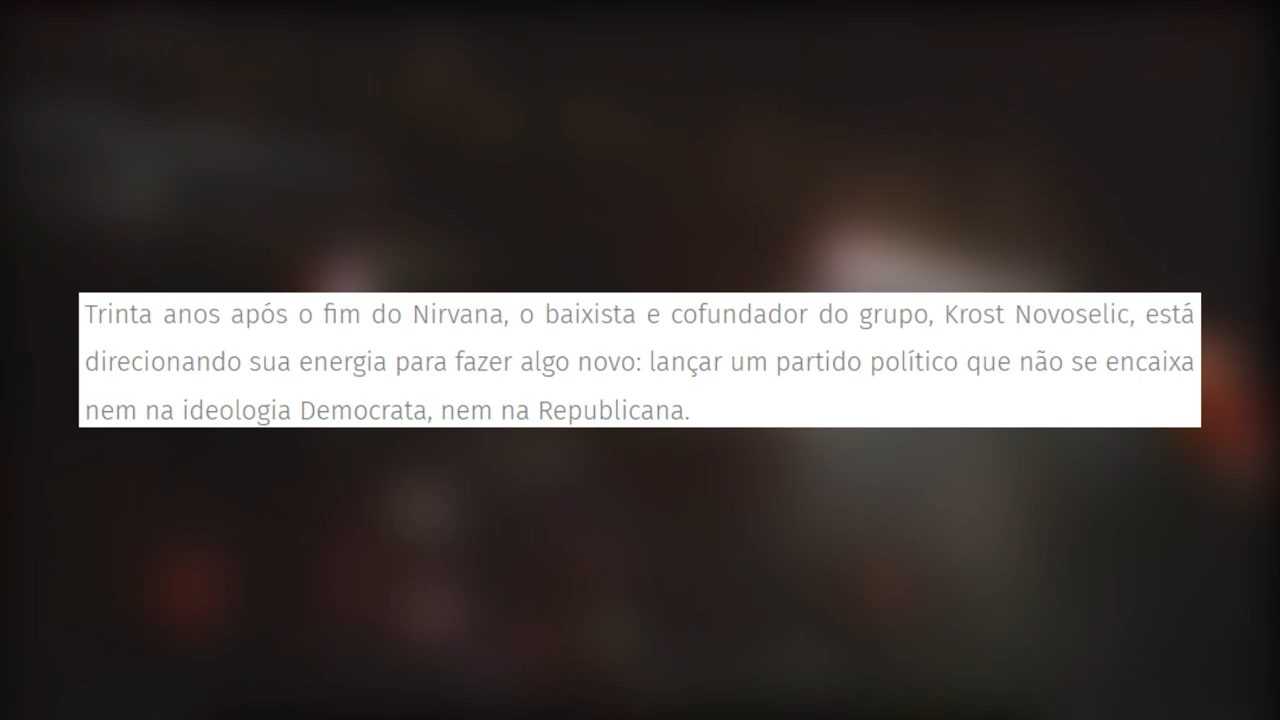 Trinta anos após o fim do Nirvana, o baixista e cofundador do grupo, Krost Novoselic, está
direcionando sua energia para fazer algo novo: lançar um partido político que não se encaixa
nem na ideologia Democrata, nem na Republicana.